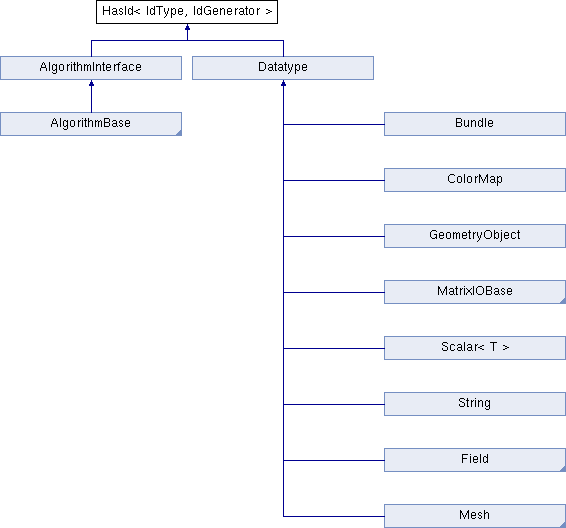 HasId< IdType, IdGenerator >
AlgorithmInterface
Datatype
AlgorithmBase
Bundle
ColorMap
GeometryObject
MatrixIOBase
Scalar< T >
String
Field
Mesh